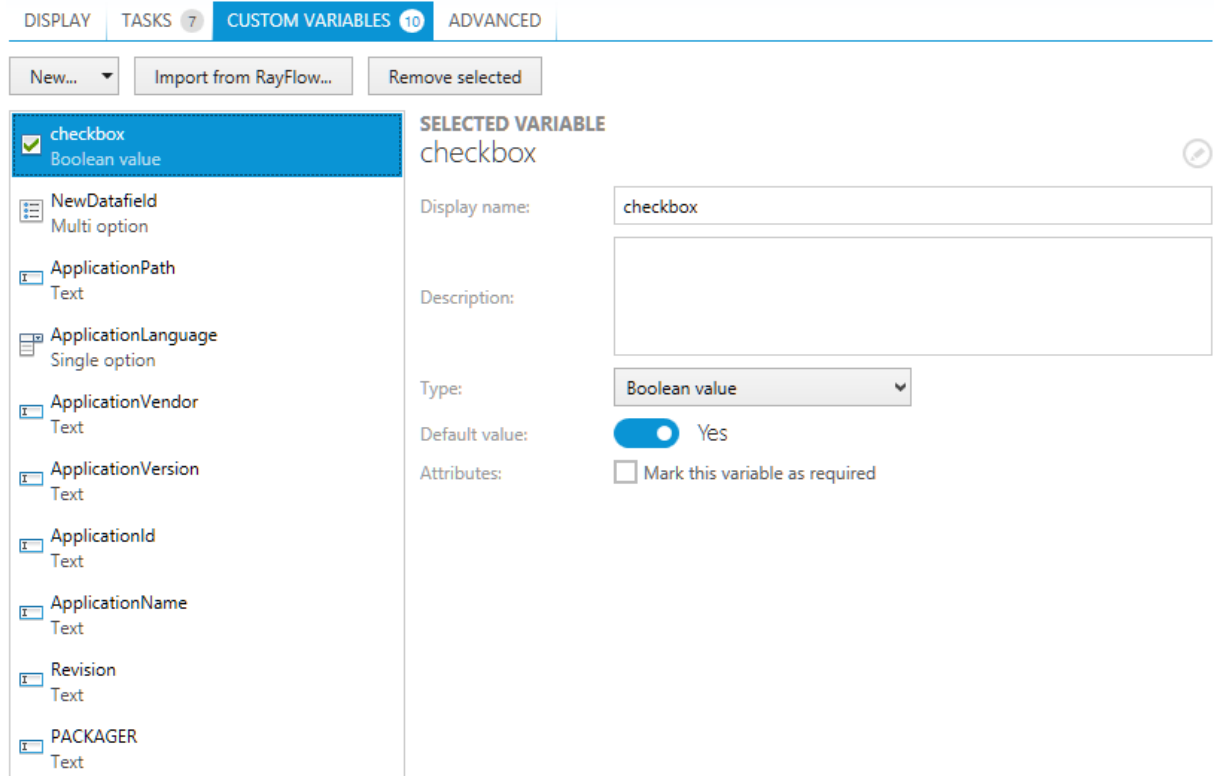 DISPLAY TASKS 7 CUSTOM VARIABLES 10 ADVANCED
New... Import from RayFlow... Remove selected
checkbox
Boolean value
NewDatafield
Multi option
ApplicationPath
Text
ApplicationLanguage
Single option
ApplicationVendor
Text
ApplicationVersion
Text
ApplicationId
Text
ApplicationName
Text
Revision
Text
PACKAGER
Text
SELECTED VARIABLE
checkbox
Display name: checkbox
Description:
Type: Boolean value
Default value: Yes
Attributes: Mark this variable as required